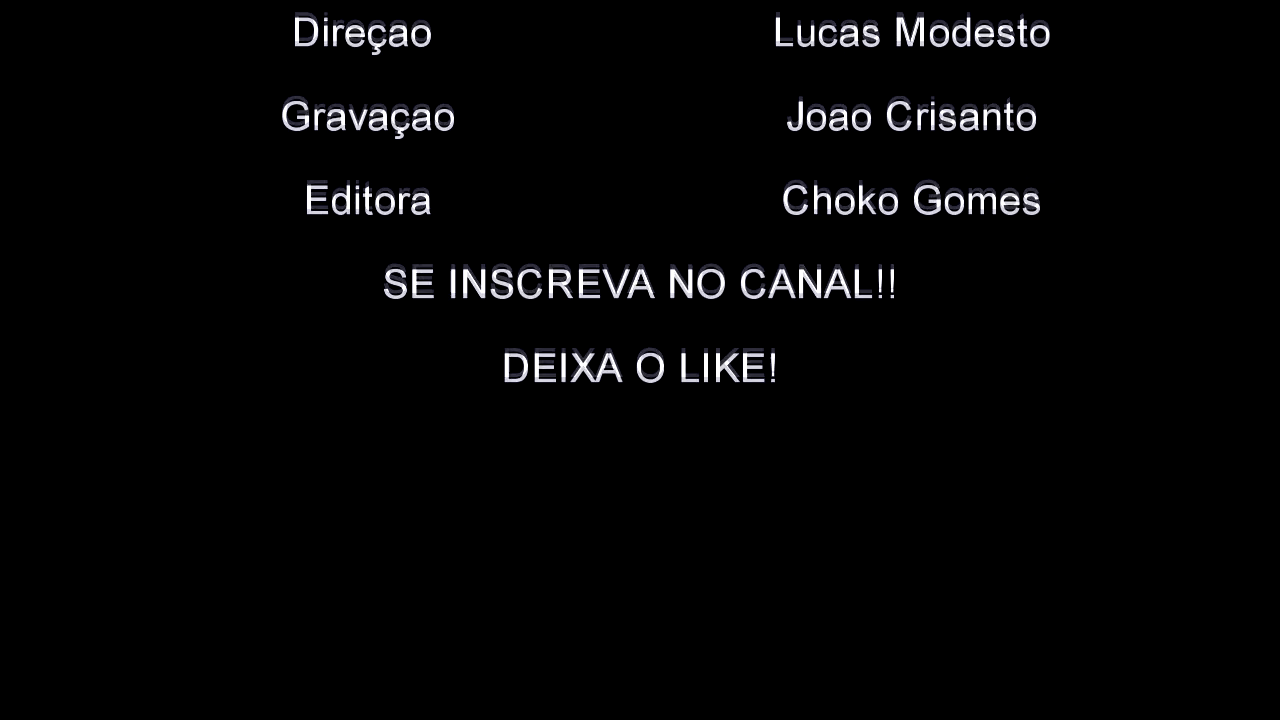 Direçao Lucas Modesto
Gravaçao Joao Crisanto
Editora Choko Gomes
SE INSCREVA NO CANAL!!
DEIXA O LIKE!